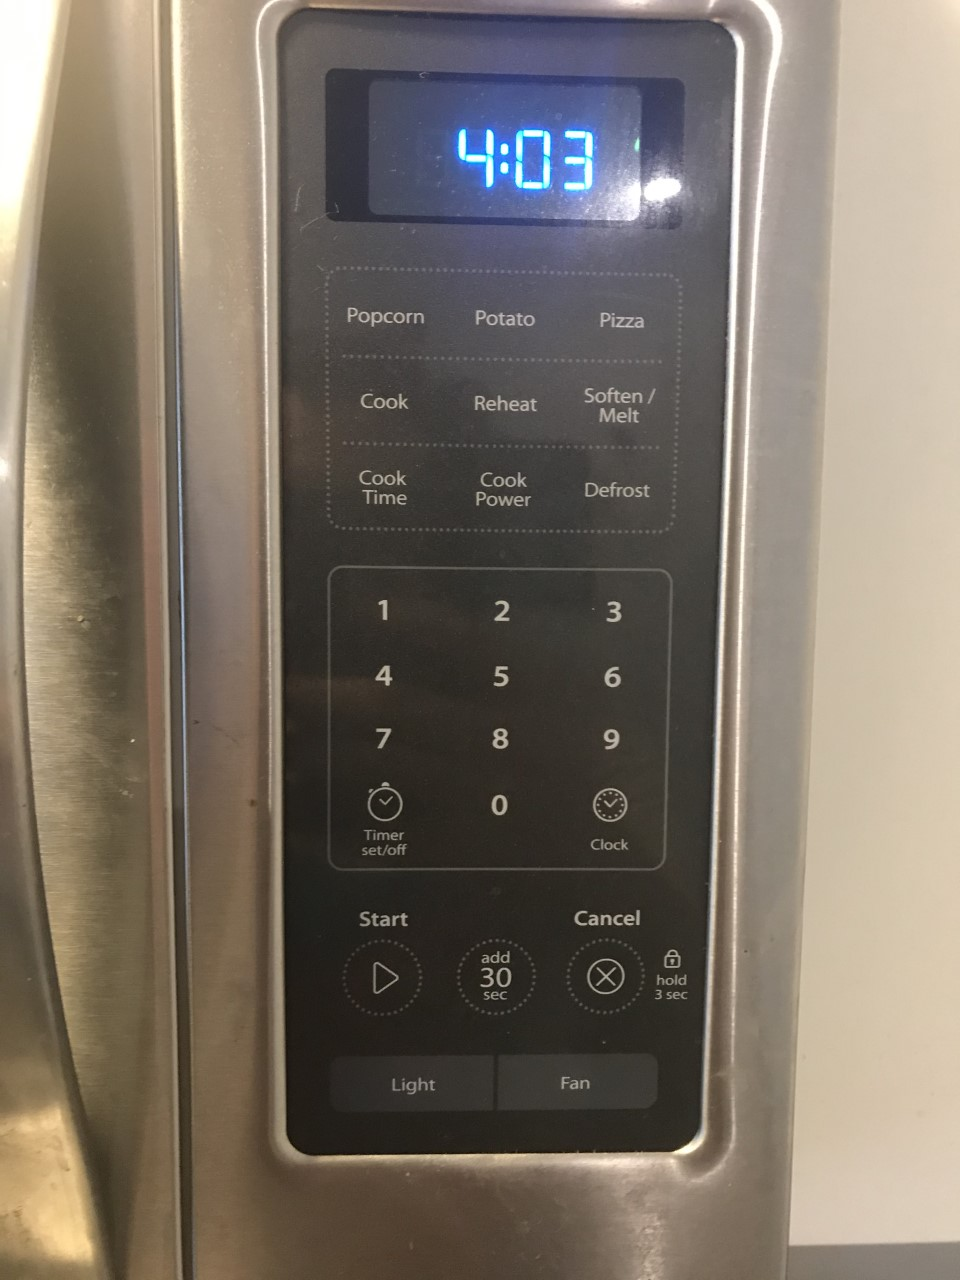 4:03
Popcorn Potato Pizza
Cook Reheat Soften /
Melt
Cook Cook Defrost
Time Power
1 2 3
4 5 6
7 8 9
0
Timer
set/off Clock
Start Cancel
add
30
sec
hold
3 sec
Light Fan